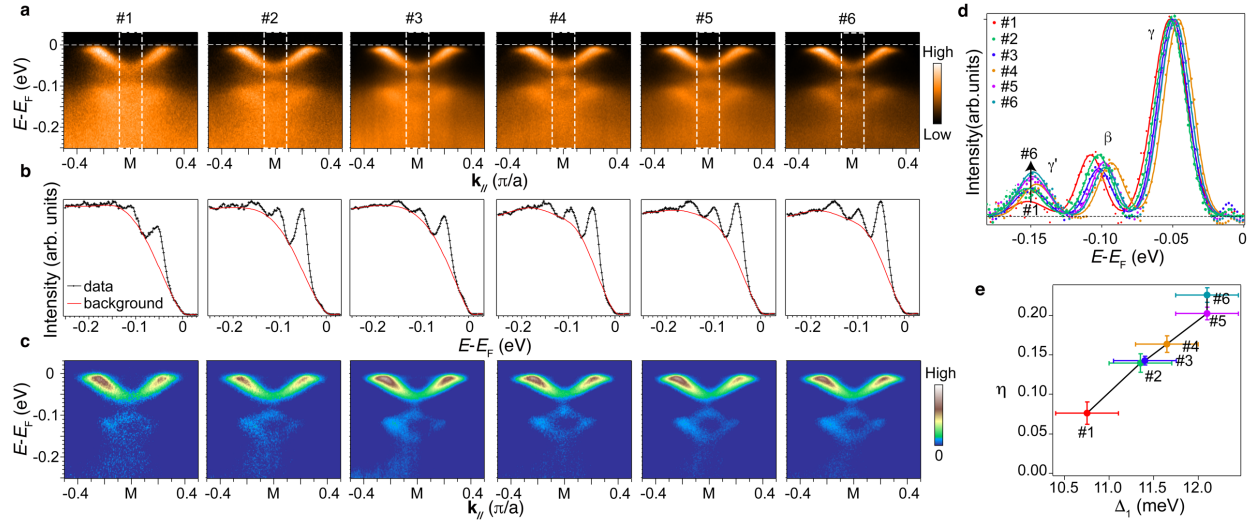 a
#1 #2 #3 #4 #5 #6
E-E_F (eV)
0
-0.1
-0.2
-0.4 M 0.4
-0.4 M 0.4
-0.4 M 0.4
-0.4 M 0.4
-0.4 M 0.4
-0.4 M 0.4
k_// (π/a)
High
Low
b
Intensity (arb. units)
data
background
-0.2 -0.1 0
-0.2 -0.1 0
-0.2 -0.1 0
-0.2 -0.1 0
-0.2 -0.1 0
-0.2 -0.1 0
E-E_F (eV)
c
E-E_F (eV)
0
-0.1
-0.2
-0.4 M 0.4
-0.4 M 0.4
-0.4 M 0.4
-0.4 M 0.4
-0.4 M 0.4
-0.4 M 0.4
k_// (π/a)
High
0
d
Intensity(arb.units)
#1
#2
#3
#4
#5
#6
γ
β
#6
γ'
#1
-0.15 -0.10 -0.05 0
E-E_F (eV)
e
η
0.20
0.15
0.10
0.05
0.00
#6
#5
#4
#3
#2
#1
10.5 11.0 11.5 12.0
Δ₁ (meV)